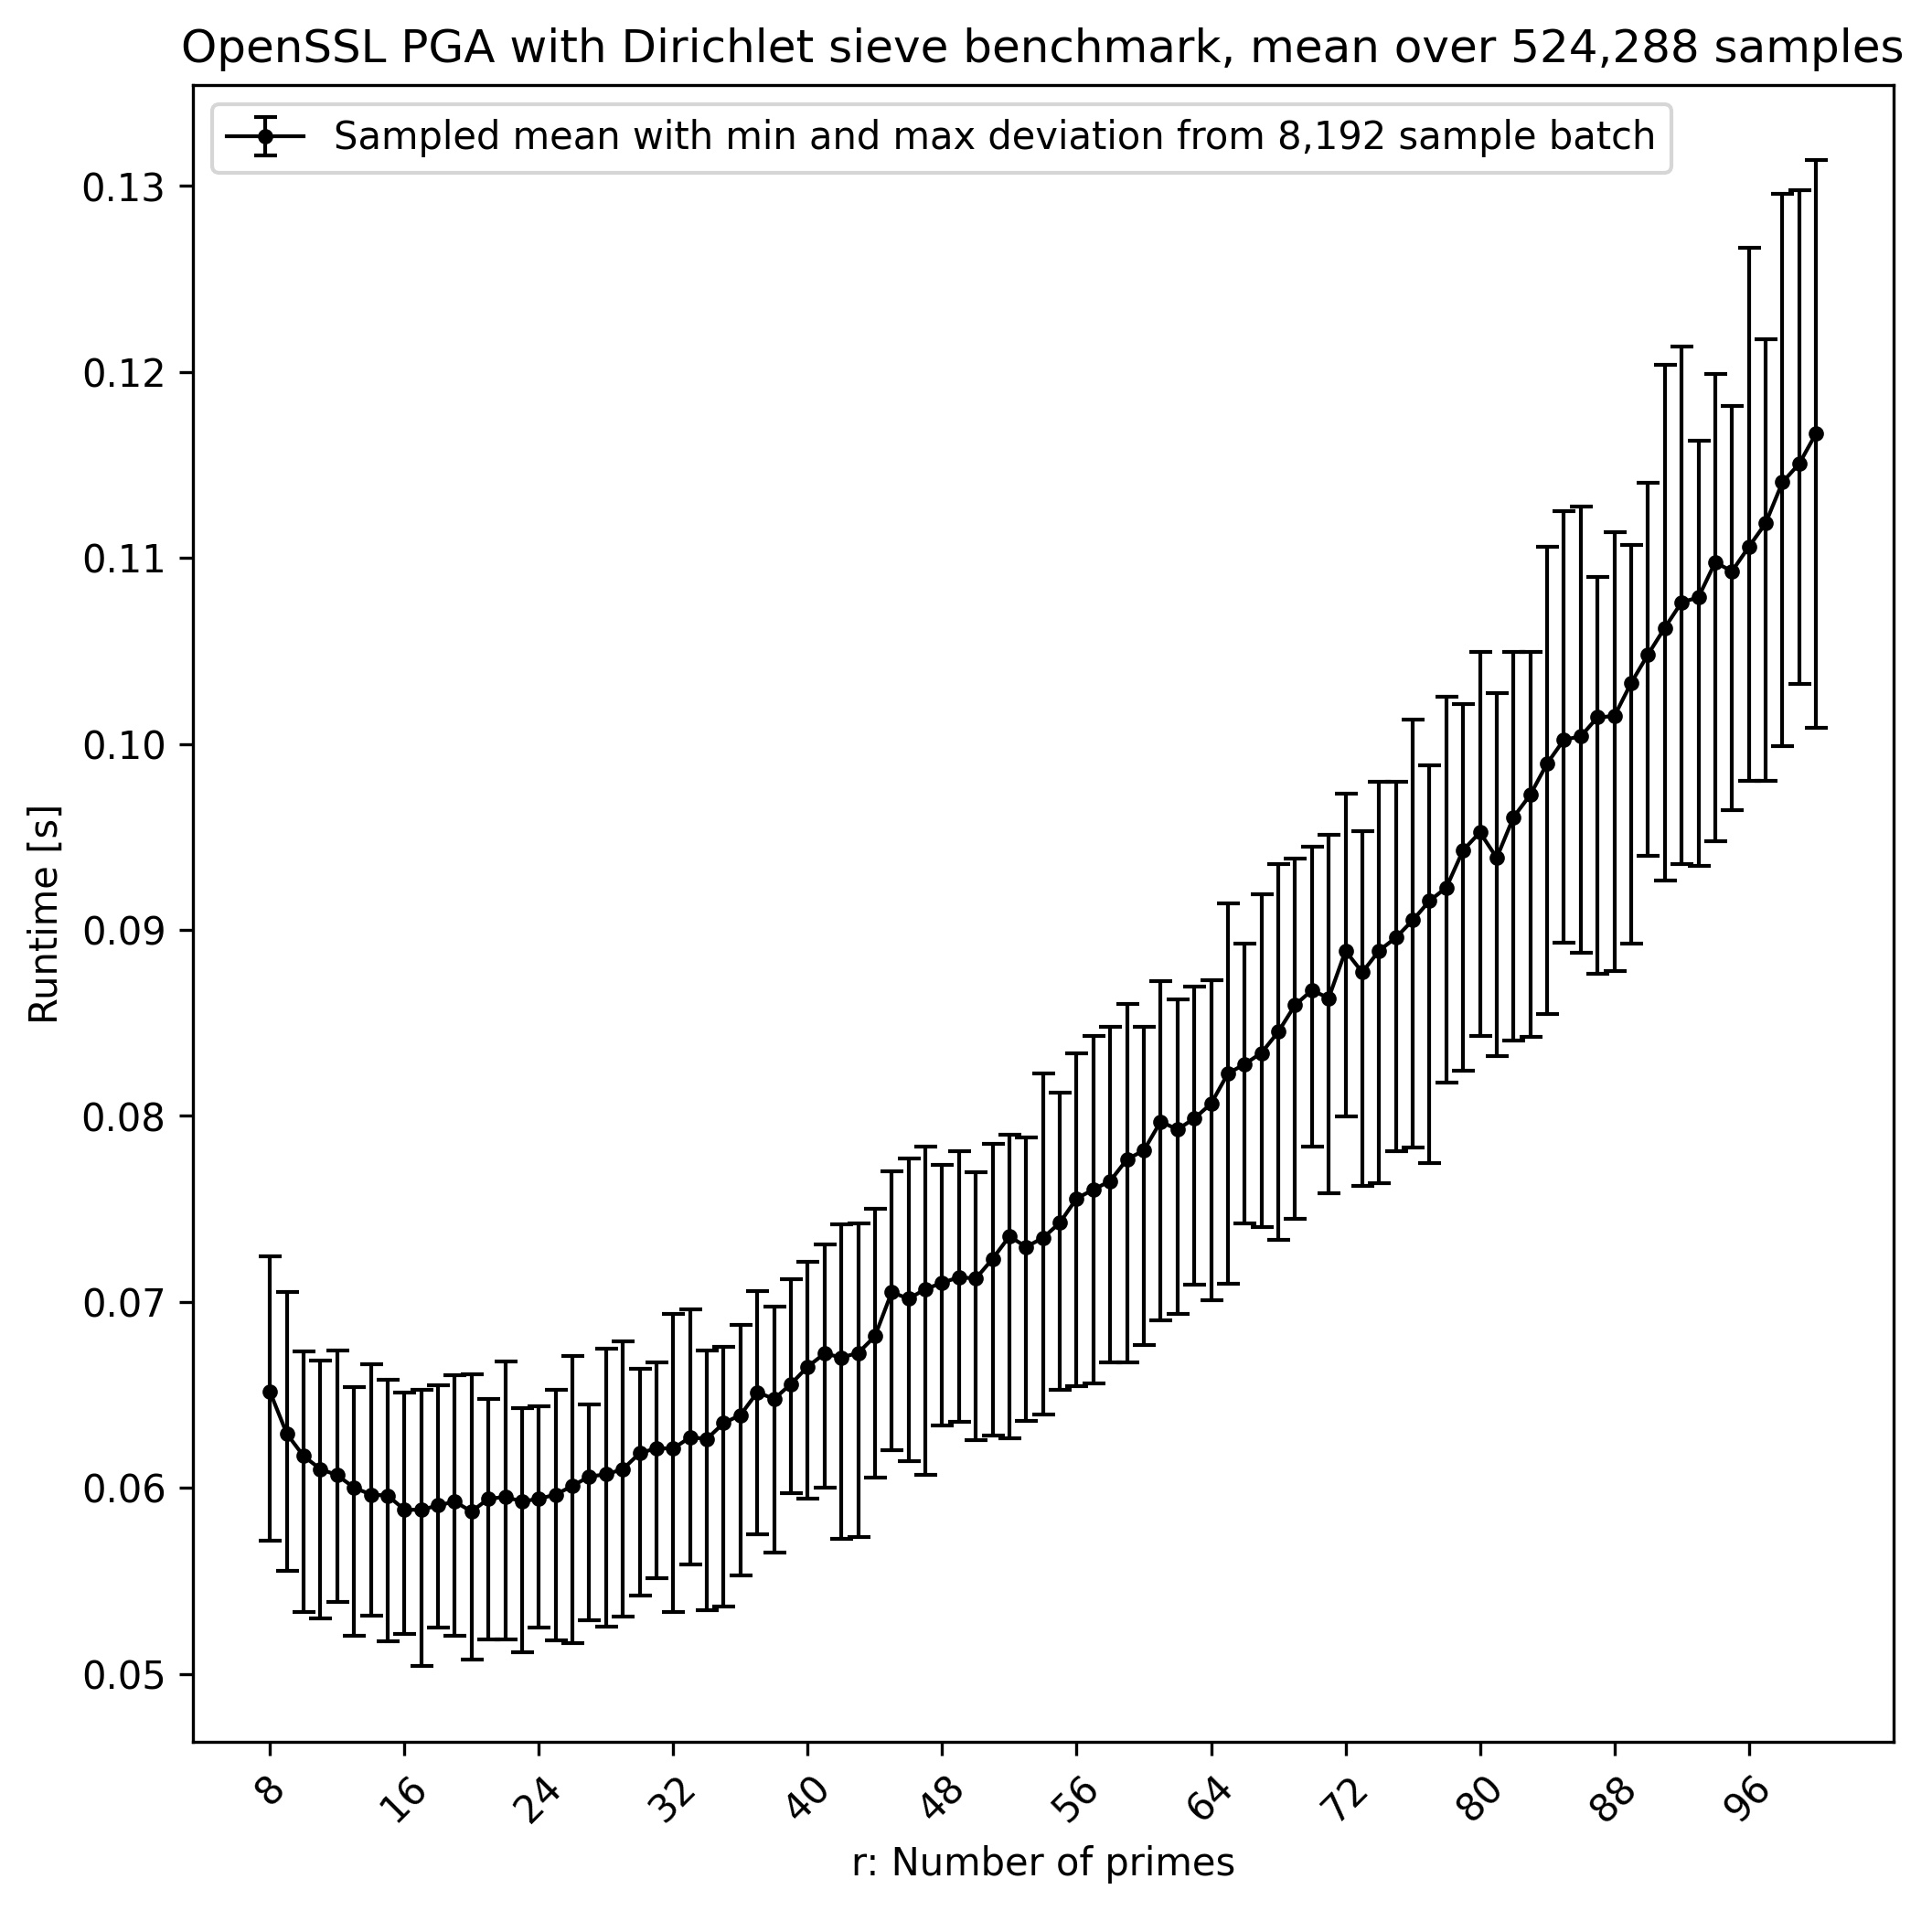 OpenSSL PGA with Dirichlet sieve benchmark, mean over 524,288 samples
Sampled mean with min and max deviation from 8,192 sample batch
0.13
0.12
0.11
0.10
0.09
0.08
0.07
0.06
0.05
Runtime [s]
8 16 24 32 40 48 56 64 72 80 88 96
r: Number of primes